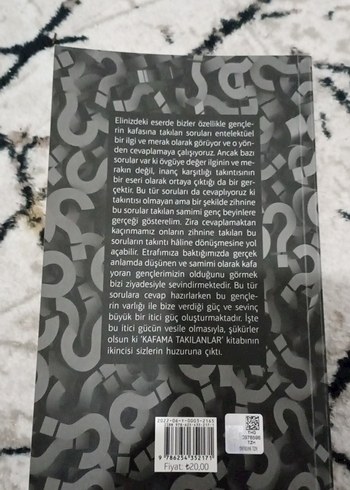 Elinizdeki eserde bizler özellikle gençle-
rin kafasına takılan soruları entelektüel
bir ilgi ve merak olarak görüyor ve o yön-
den cevaplamaya çalışıyoruz. Ancak bazı
sorular var ki övgüye değer ilginin ve me-
rakın değil, inanç karşıtlığı takıntısının
bir eseri olarak ortaya çıktığı da bir ger-
çektir. Bu tür soruları da cevaplıyoruz ki
takıntısı olmayan ama bir şekilde zihnine
bu sorular takılan samimi genç beyinlere
gerçeği gösterelim. Zira cevaplamaktan
kaçınmamız onların zihnine takılan bu
soruların takıntı hâline dönüşmesine yol
açabilir. Etrafımıza baktığımızda gerçek
anlamda düşünen ve samimi olarak kafa
yoran gençlerimizin olduğunu görmek
bizi ziyadesiyle sevindirmektedir. Bu tür
sorulara cevap hazırlarken bu gençle-
rin varlığı ile bize verdiği güç ve sevinç
büyük bir itici güç oluşturmaktadır. İşte
bu itici gücün vesile olmasıyla, şükürler
olsun ki 'KAFAMA TAKILANLAR' kitabının
ikincisi sizlerin huzuruna çıktı.
9 786254 352171
Fiyat: ₺20,00